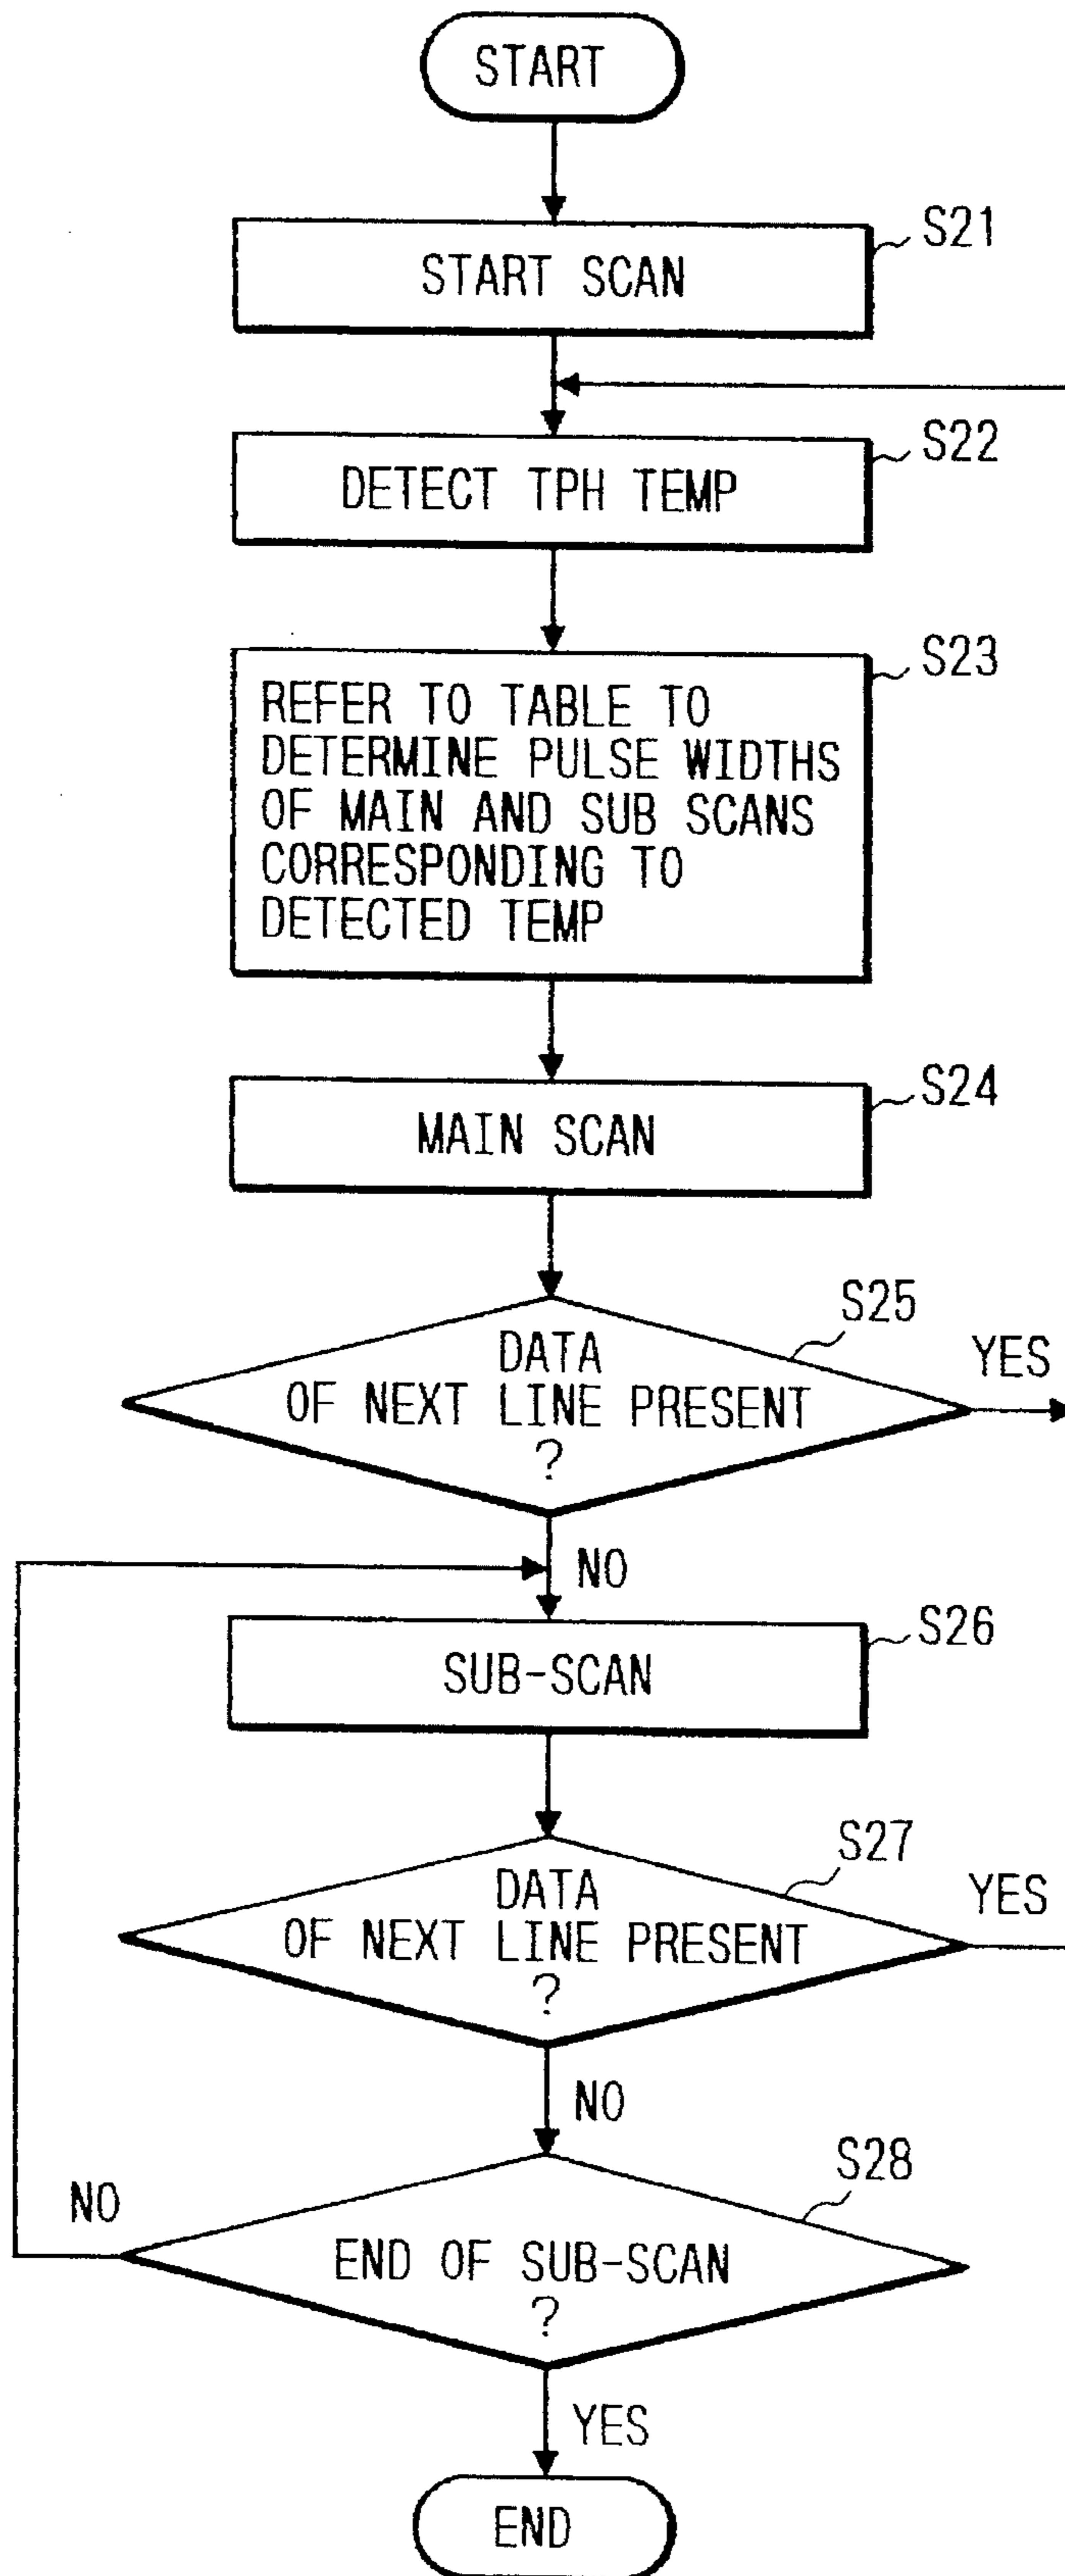 START
S21
START SCAN
S22
DETECT TPH TEMP
S23
REFER TO TABLE TO
DETERMINE PULSE WIDTHS
OF MAIN AND SUB SCANS
CORRESPONDING TO
DETECTED TEMP
S24
MAIN SCAN
S25
YES
DATA
OF NEXT LINE PRESENT
?
NO
S26
SUB-SCAN
S27
YES
DATA
OF NEXT LINE PRESENT
?
NO
S28
NO
END OF SUB-SCAN
?
YES
END